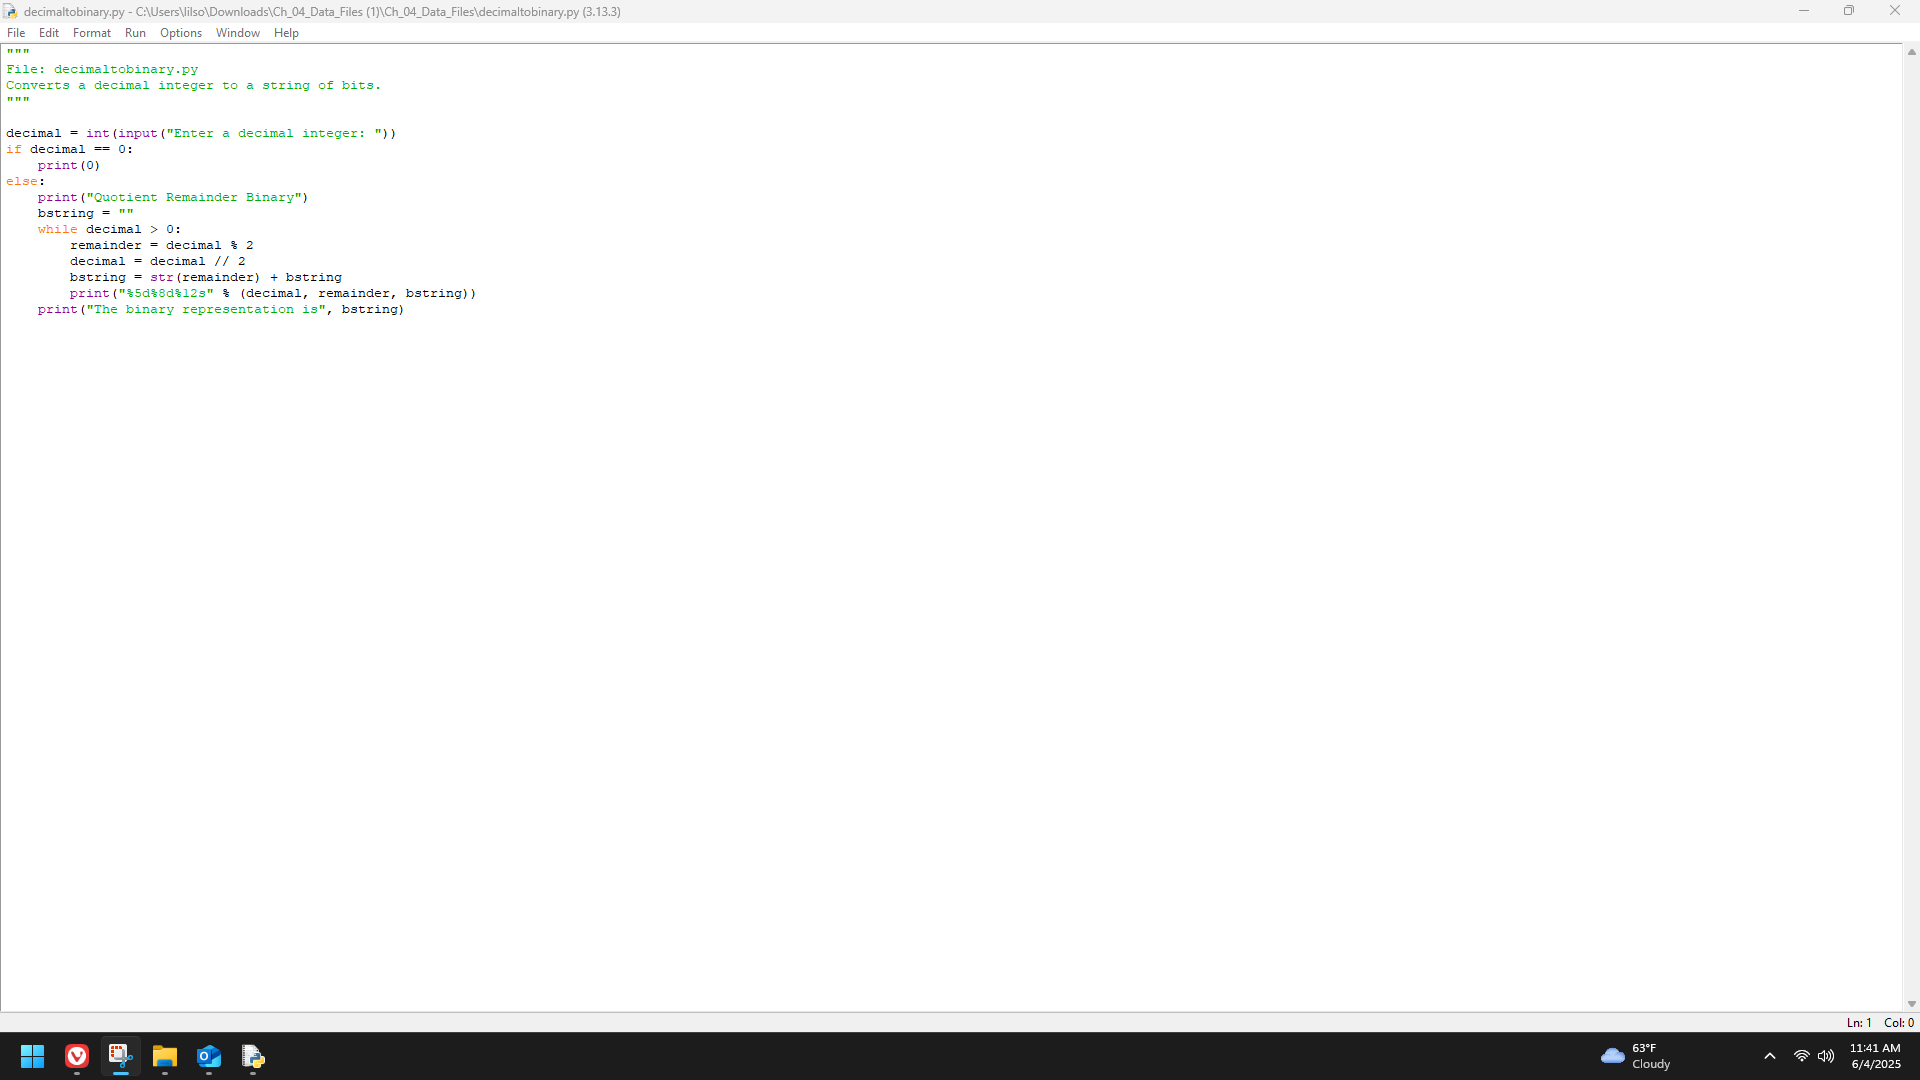 decimaltobinary.py - C:\Users\lilso\Downloads\Ch_04_Data_Files (1)\Ch_04_Data_Files\decimaltobinary.py (3.13.3)
File Edit Format Run Options Window Help
"""
File: decimaltobinary.py
Converts a decimal integer to a string of bits.
"""
decimal = int(input("Enter a decimal integer: "))
if decimal == 0:
    print(0)
else:
    print("Quotient Remainder Binary")
    bstring = ""
    while decimal > 0:
        remainder = decimal % 2
        decimal = decimal // 2
        bstring = str(remainder) + bstring
        print("%5d%8d%12s" % (decimal, remainder, bstring))
    print("The binary representation is", bstring)
Ln: 1 Col: 0
63°F
Cloudy
11:41 AM
6/4/2025